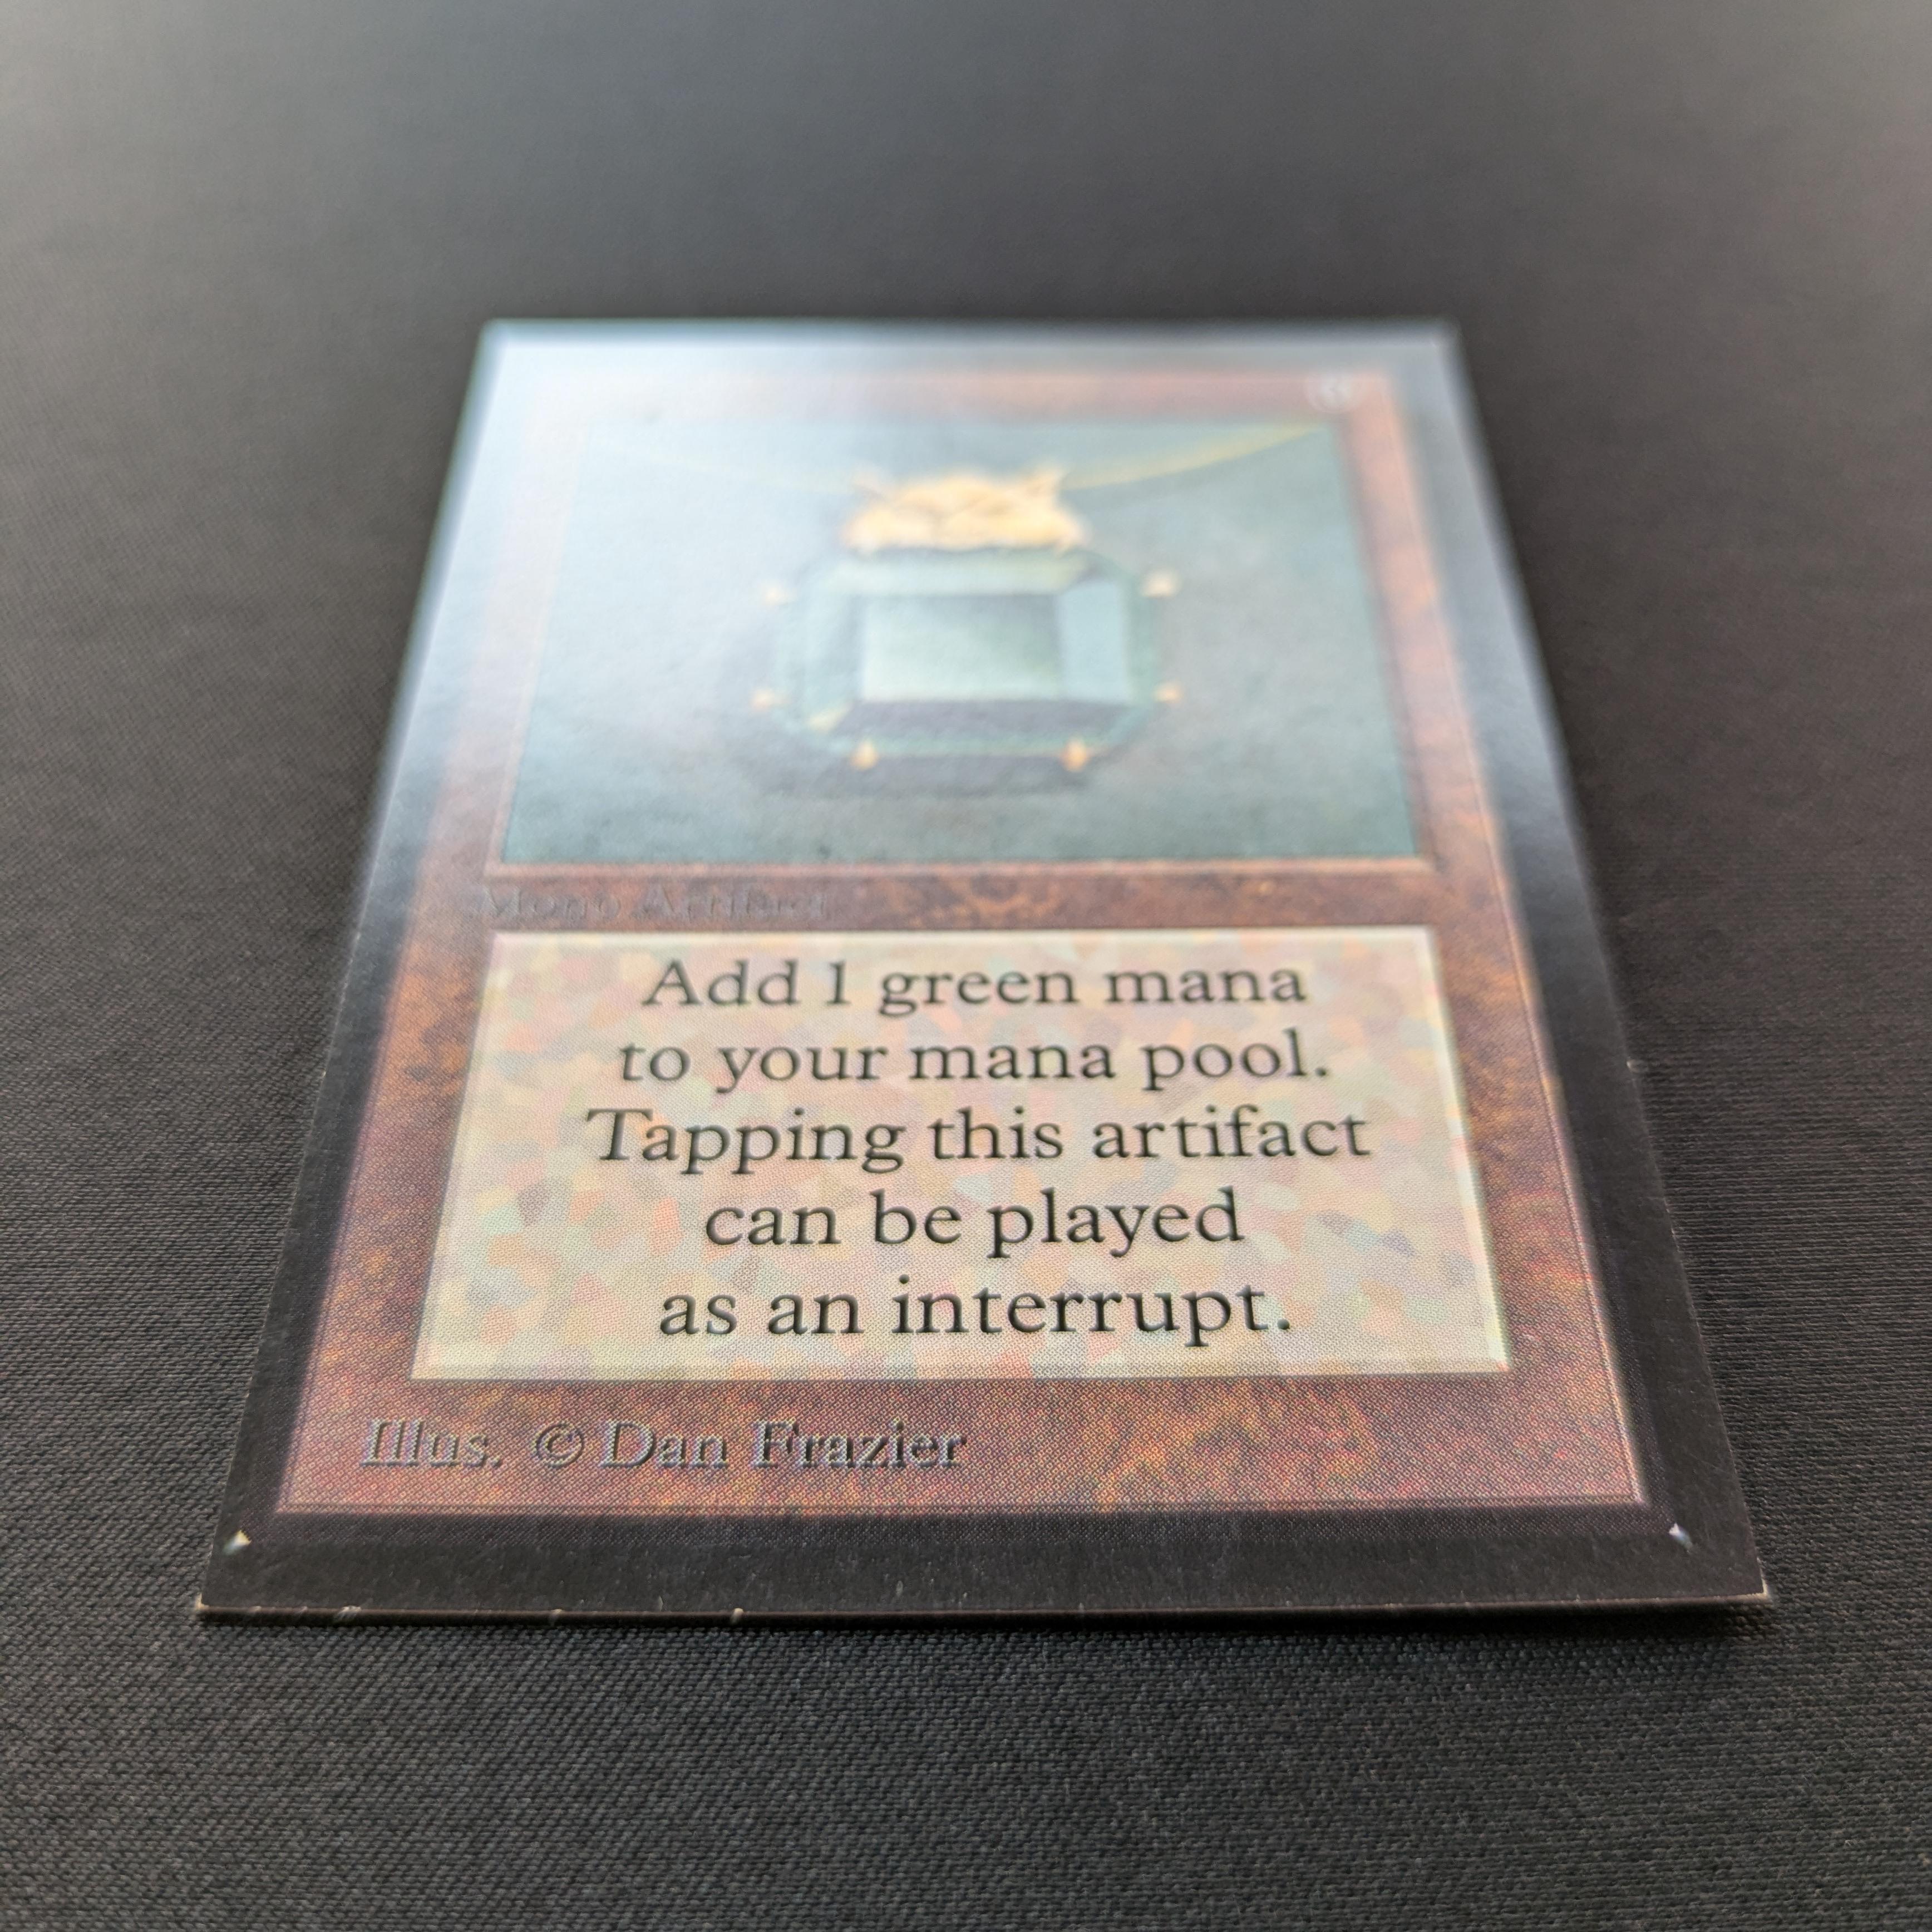 Mono Artifact
Add 1 green mana
to your mana pool.
Tapping this artifact
can be played
as an interrupt.
Illus. © Dan Frazier